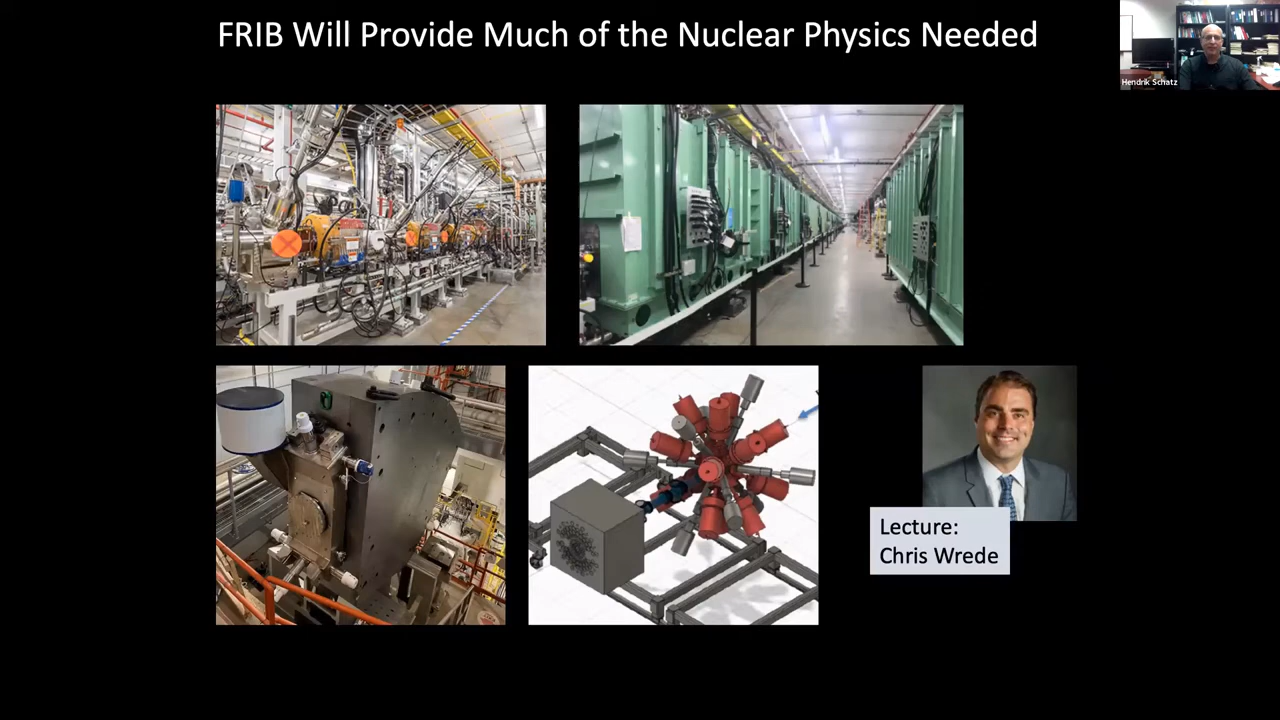 FRIB Will Provide Much of the Nuclear Physics Needed
Hendrik Schatz
Lecture:
Chris Wrede